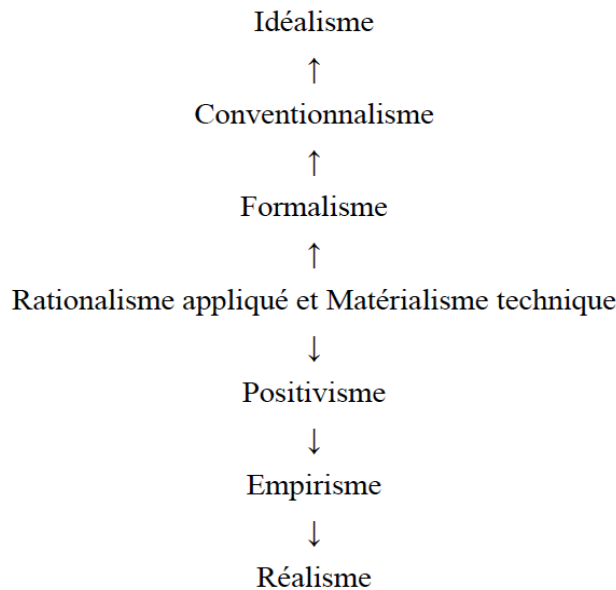 Idéalisme
↑
Conventionnalisme
↑
Formalisme
↑
Rationalisme appliqué et Matérialisme technique
↓
Positivisme
↓
Empirisme
↓
Réalisme